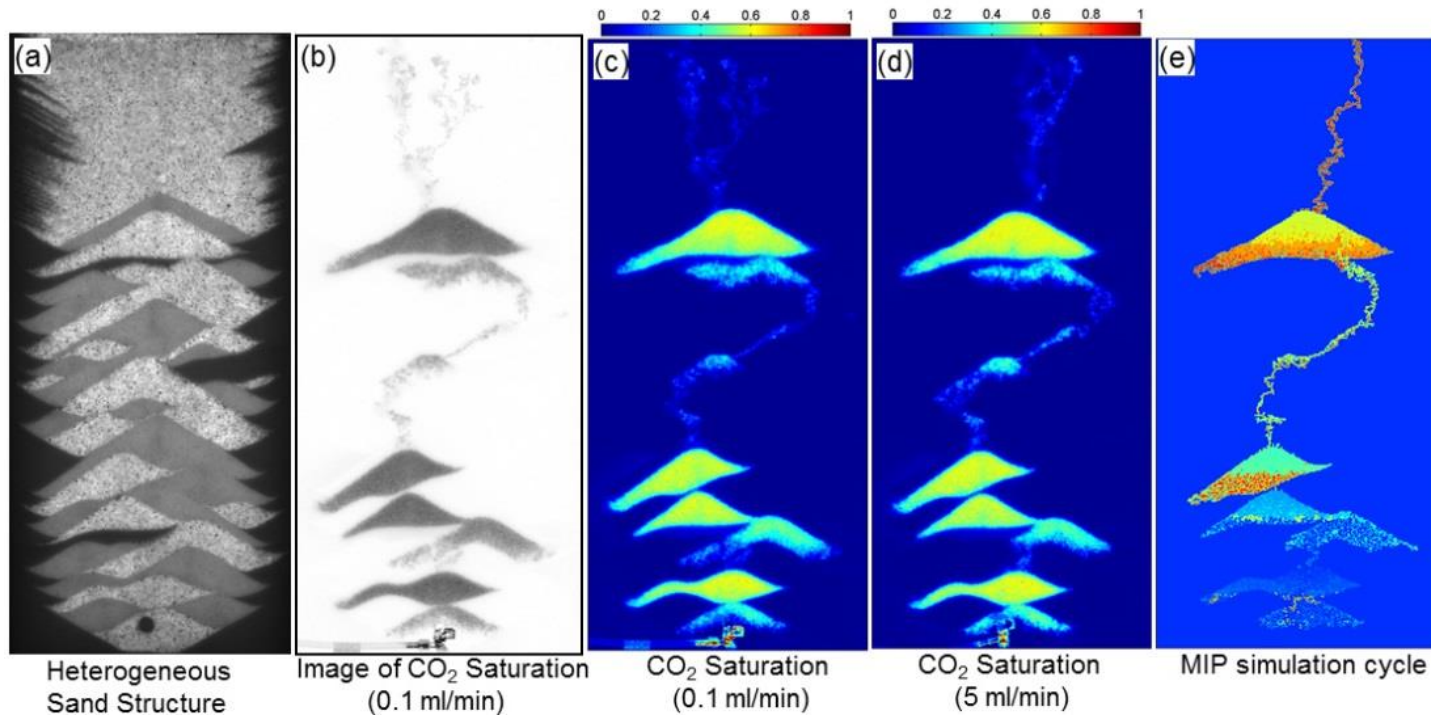 0 0.2 0.4 0.6 0.8 1
0 0.2 0.4 0.6 0.8 1
(a)
(b)
(c)
(d)
(e)
Heterogeneous
Sand Structure
Image of CO₂ Saturation
(0.1 ml/min)
CO₂ Saturation
(0.1 ml/min)
CO₂ Saturation
(5 ml/min)
MIP simulation cycle